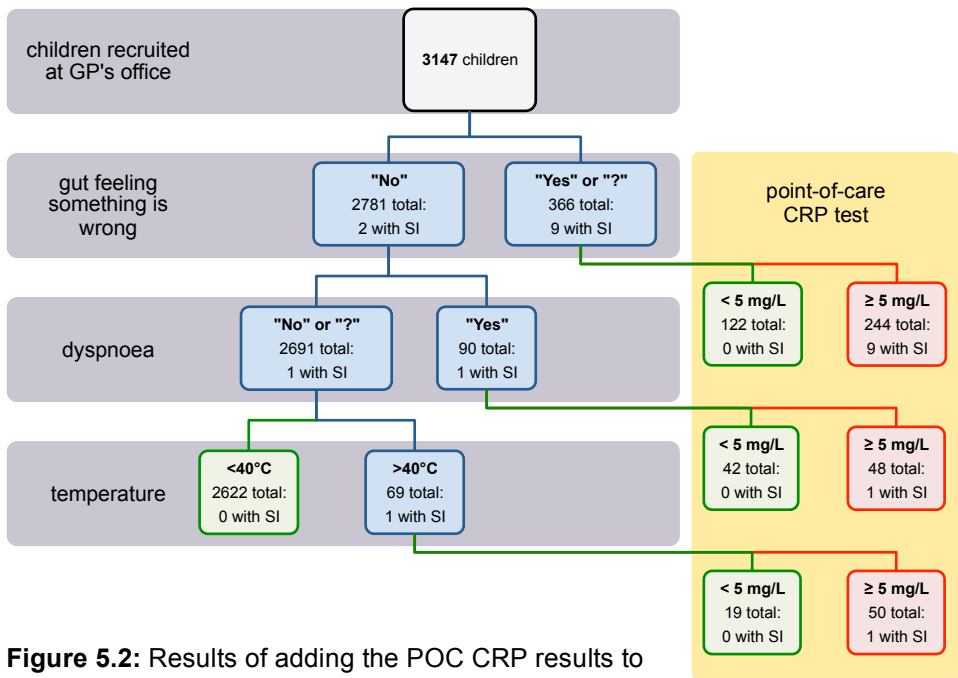 children recruited
at GP's office
3147 children
gut feeling
something is
wrong
"No"
2781 total:
2 with SI
"Yes" or "?"
366 total:
9 with SI
point-of-care
CRP test
< 5 mg/L
122 total:
0 with SI
≥ 5 mg/L
244 total:
9 with SI
dyspnoea
"No" or "?"
2691 total:
1 with SI
"Yes"
90 total:
1 with SI
< 5 mg/L
42 total:
0 with SI
≥ 5 mg/L
48 total:
1 with SI
temperature
<40°C
2622 total:
0 with SI
>40°C
69 total:
1 with SI
< 5 mg/L
19 total:
0 with SI
≥ 5 mg/L
50 total:
1 with SI
Figure 5.2: Results of adding the POC CRP results to